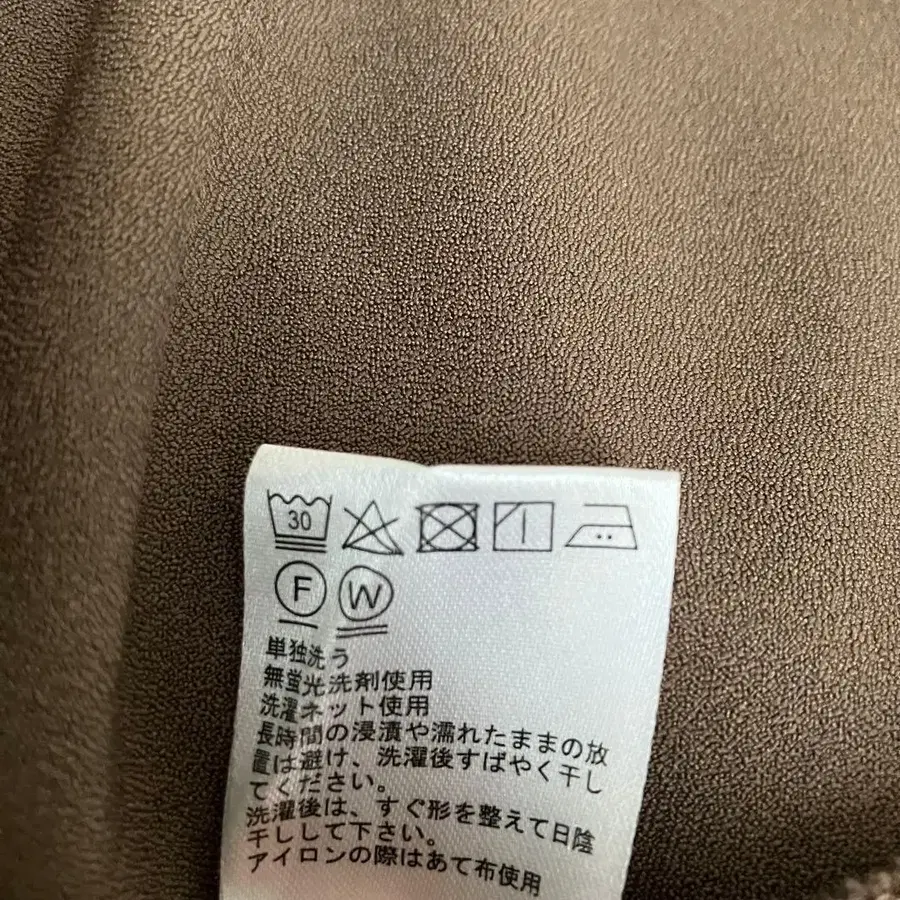 30
F W
単独洗う
無蛍光洗剤使用
洗濯ネット使用
長時間の浸漬や濡れたままの放
置は避け、洗濯後すばやく干し
てください。
洗濯後は、すぐ形を整えて日陰
干しして下さい。
アイロンの際はあて布使用